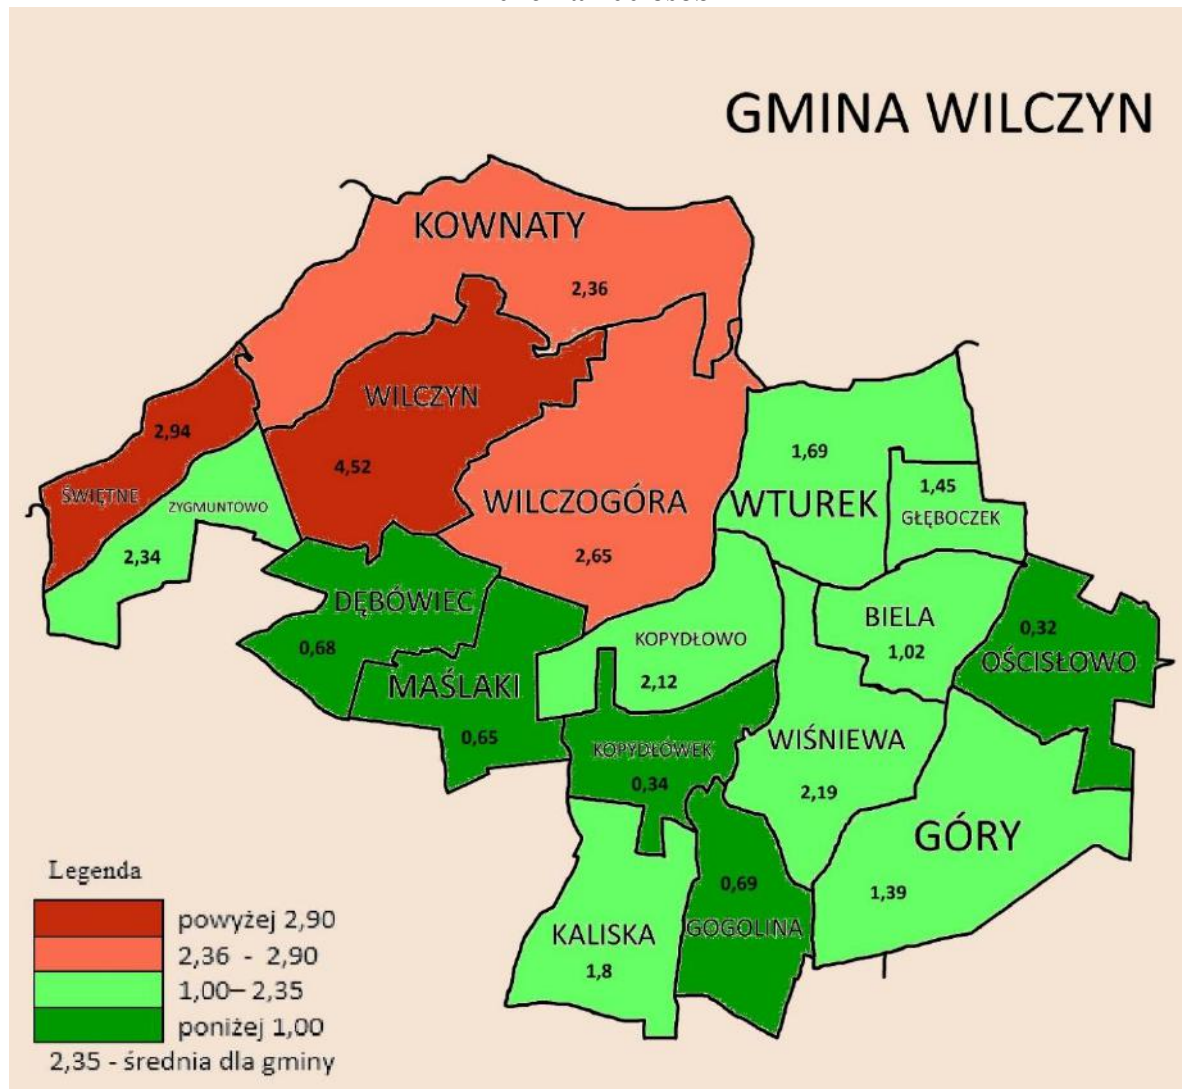 GMINA WILCZYN
KOWNATY
2,36
WILCZYN
4,52
2,94
ŚWIĘTNE
ZYGMUNTOWO
2,34
WILCZOGÓRA
2,65
1,69
WTUREK
1,45
GŁĘBOCZEK
DĘBÓWIEC
0,68
MAŚLAKI
0,65
KOPYDŁOWO
2,12
BIELA
1,02
0,32
OŚCISŁOWO
KOPYDŁÓWEK
0,34
WIŚNIEWA
2,19
GÓRY
1,39
0,69
GOGOLINA
KALISKA
1,8
Legenda
powyżej 2,90
2,36 - 2,90
1,00– 2,35
poniżej 1,00
2,35 - średnia dla gminy